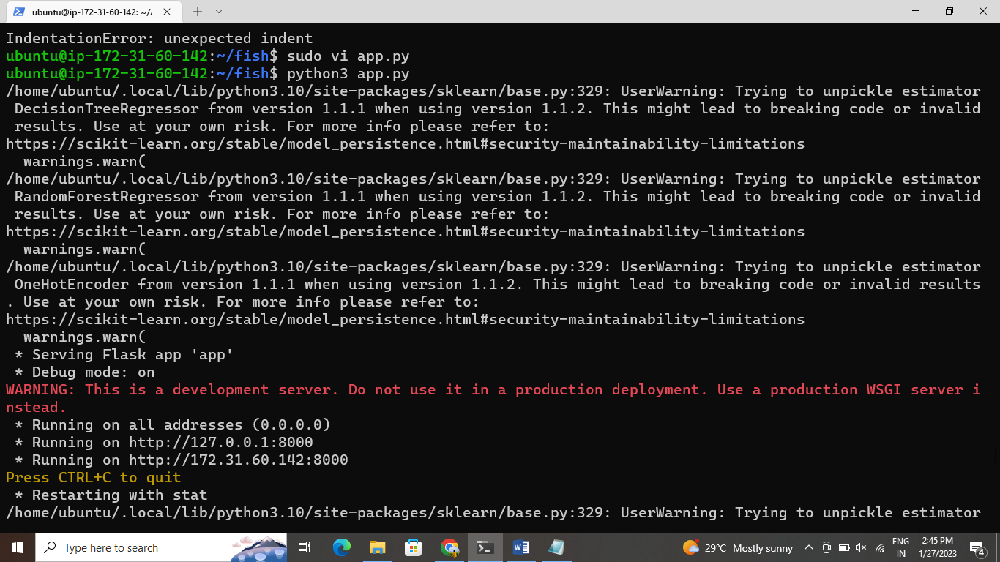 ubuntu@ip-172-31-60-142: ~/
IndentationError: unexpected indent
ubuntu@ip-172-31-60-142:~/fish$ sudo vi app.py
ubuntu@ip-172-31-60-142:~/fish$ python3 app.py
/home/ubuntu/.local/lib/python3.10/site-packages/sklearn/base.py:329: UserWarning: Trying to unpickle estimator
DecisionTreeRegressor from version 1.1.1 when using version 1.1.2. This might lead to breaking code or invalid
results. Use at your own risk. For more info please refer to:
https://scikit-learn.org/stable/model_persistence.html#security-maintainability-limitations
warnings.warn(
/home/ubuntu/.local/lib/python3.10/site-packages/sklearn/base.py:329: UserWarning: Trying to unpickle estimator
RandomForestRegressor from version 1.1.1 when using version 1.1.2. This might lead to breaking code or invalid
results. Use at your own risk. For more info please refer to:
https://scikit-learn.org/stable/model_persistence.html#security-maintainability-limitations
warnings.warn(
/home/ubuntu/.local/lib/python3.10/site-packages/sklearn/base.py:329: UserWarning: Trying to unpickle estimator
OneHotEncoder from version 1.1.1 when using version 1.1.2. This might lead to breaking code or invalid results
. Use at your own risk. For more info please refer to:
https://scikit-learn.org/stable/model_persistence.html#security-maintainability-limitations
warnings.warn(
* Serving Flask app 'app'
* Debug mode: on
WARNING: This is a development server. Do not use it in a production deployment. Use a production WSGI server i
nstead.
* Running on all addresses (0.0.0.0)
* Running on http://127.0.0.1:8000
* Running on http://172.31.60.142:8000
Press CTRL+C to quit
* Restarting with stat
/home/ubuntu/.local/lib/python3.10/site-packages/sklearn/base.py:329: UserWarning: Trying to unpickle estimator
Type here to search
29°C Mostly sunny
ENG
IN
2:45 PM
1/27/2023
4